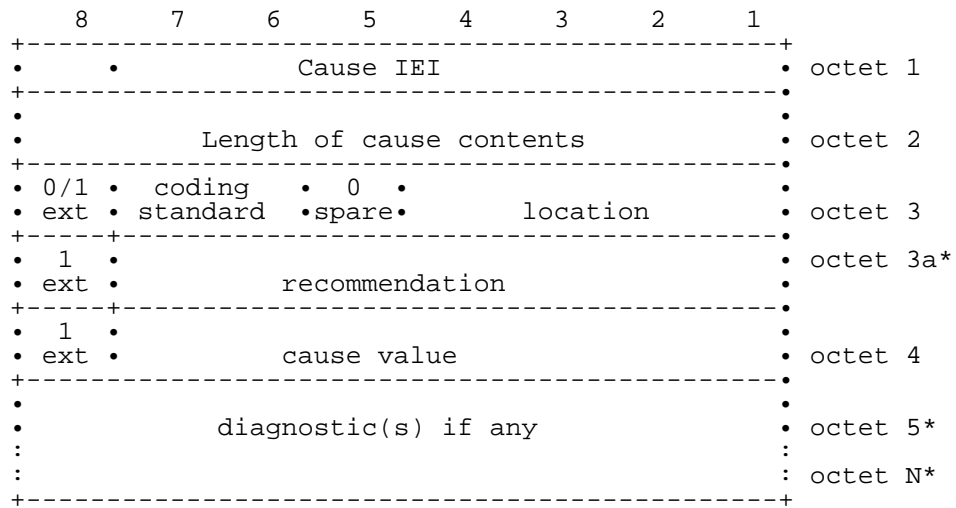 8 7 6 5 4 3 2 1
+-----------------------------------------------+
• • Cause IEI • octet 1
+-----------------------------------------------•
• •
• Length of cause contents • octet 2
+-----------------------------------------------•
• 0/1 • coding • 0 • •
• ext • standard •spare• location • octet 3
+-----+-----------------------------------------•
• 1 • • octet 3a*
• ext • recommendation •
+-----+-----------------------------------------•
• 1 • •
• ext • cause value • octet 4
+-----------------------------------------------•
• •
• diagnostic(s) if any • octet 5*
: :
: : octet N*
+-----------------------------------------------+